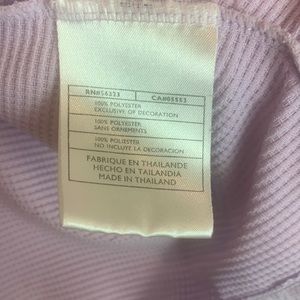 RN#56323 CA#05553
100% POLYESTER
EXCLUSIVE OF DECORATION
100% POLYESTER
SANS ORNEMENTS
100% POLIESTER
NO INCLUYE LA DECORACION
FABRIQUE EN THAILANDE
HECHO EN TAILANDIA
MADE IN THAILAND